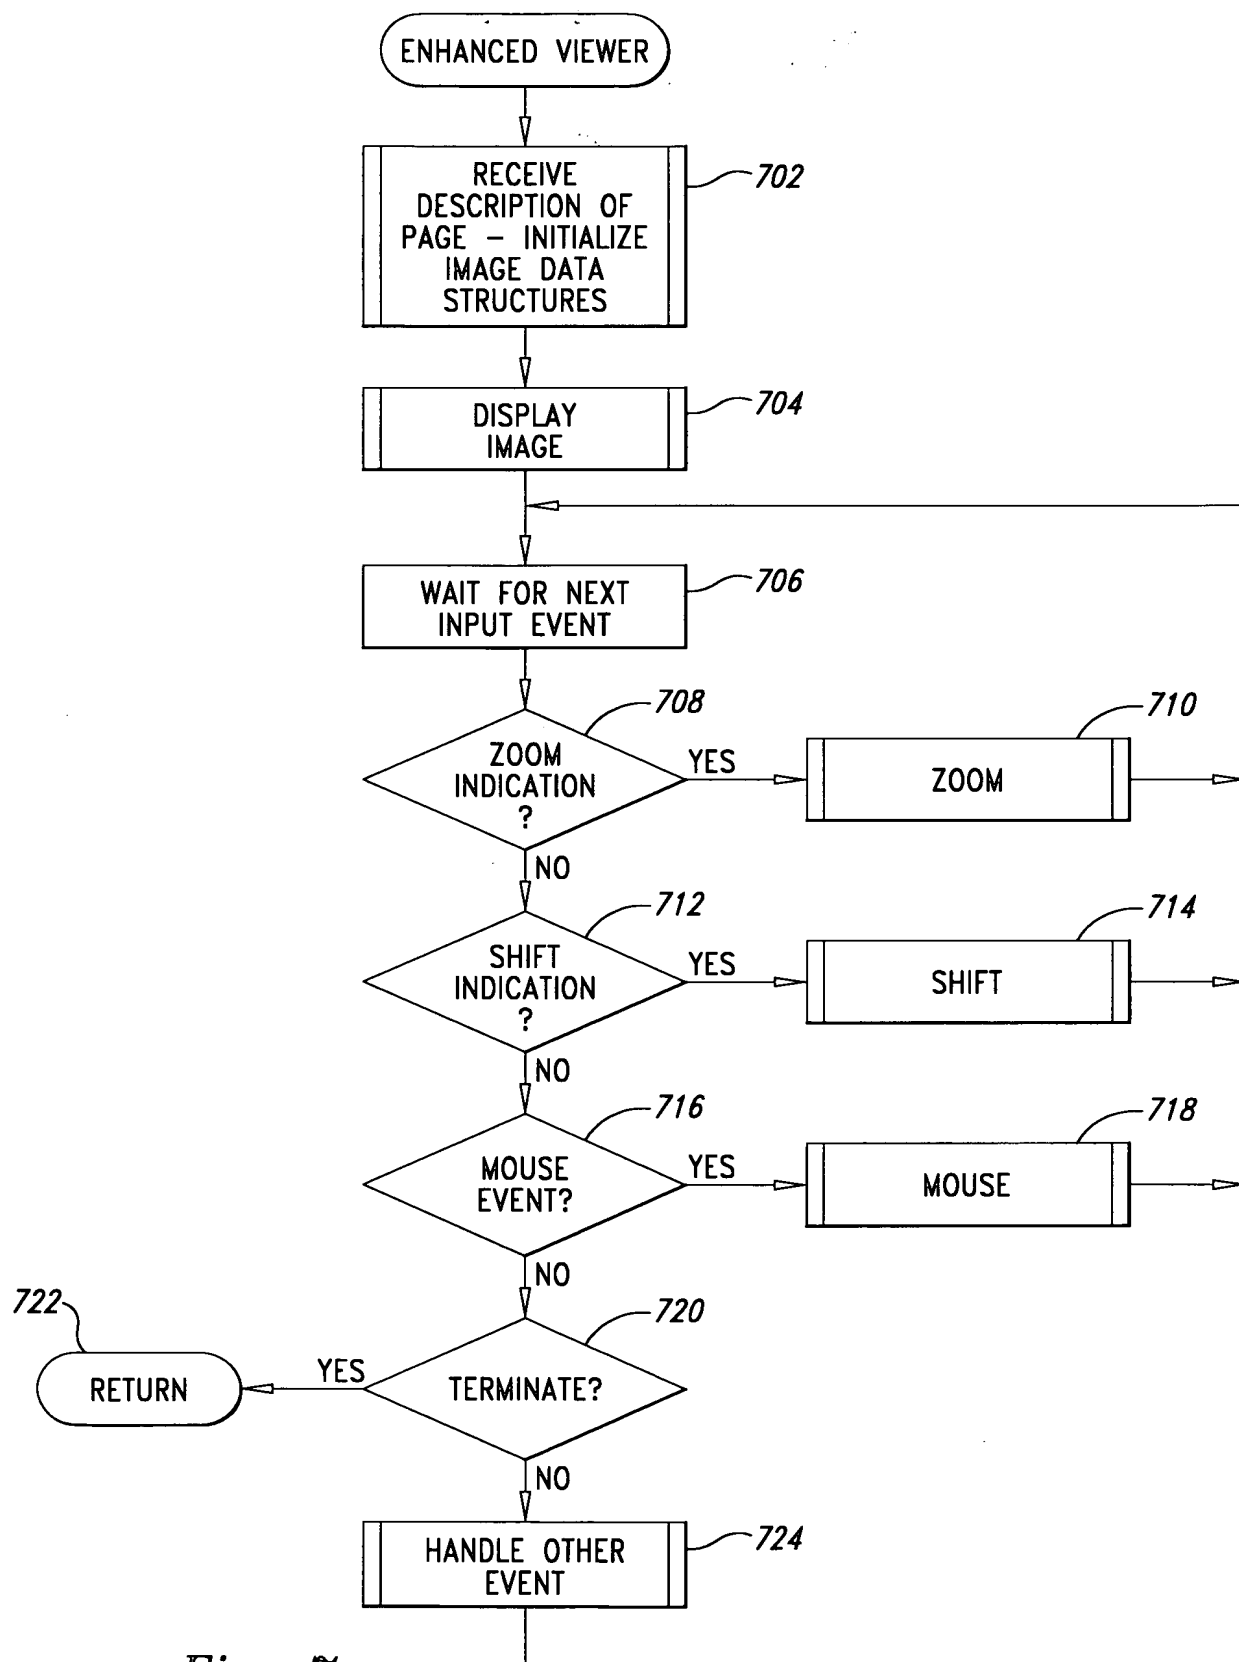 ENHANCED VIEWER
RECEIVE
DESCRIPTION OF
PAGE – INITIALIZE
IMAGE DATA
STRUCTURES
702
DISPLAY
IMAGE
704
WAIT FOR NEXT
INPUT EVENT
706
708
ZOOM
INDICATION
?
YES
710
ZOOM
NO
712
SHIFT
INDICATION
?
YES
714
SHIFT
NO
716
MOUSE
EVENT?
YES
718
MOUSE
NO
720
722
TERMINATE?
YES
RETURN
NO
HANDLE OTHER
EVENT
724